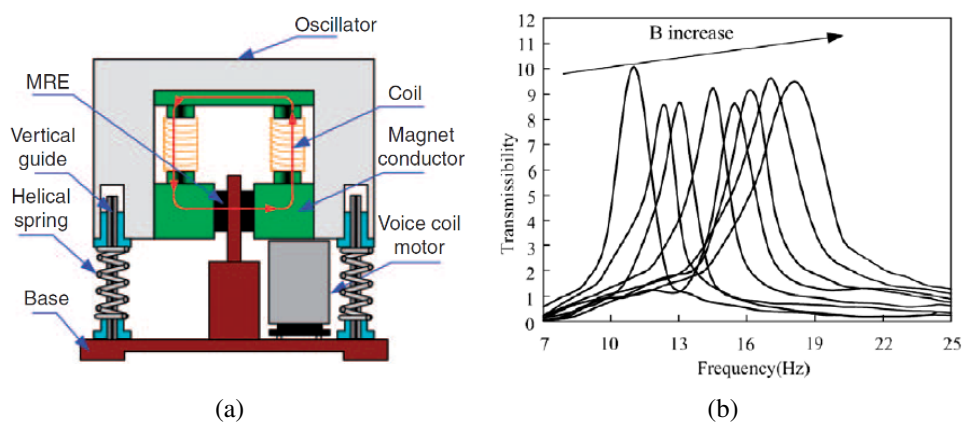 Oscillator
MRE
Coil
Vertical
guide
Magnet
conductor
Helical
spring
Voice coil
motor
Base
(a)
B increase
Transmissibility
12
11
10
9
8
7
6
5
4
3
2
1
0
7 10 13 16 19 22 25
Frequency(Hz)
(b)